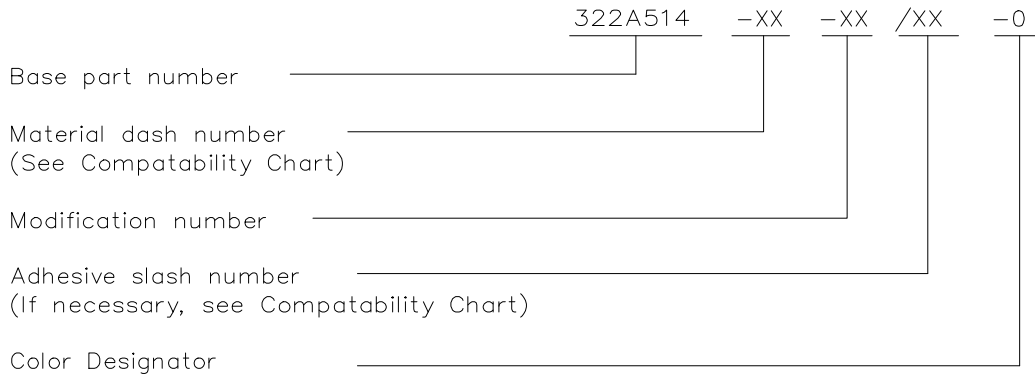 322A514 -XX -XX /XX -0
Base part number
Material dash number
(See Compatability Chart)
Modification number
Adhesive slash number
(If necessary, see Compatability Chart)
Color Designator